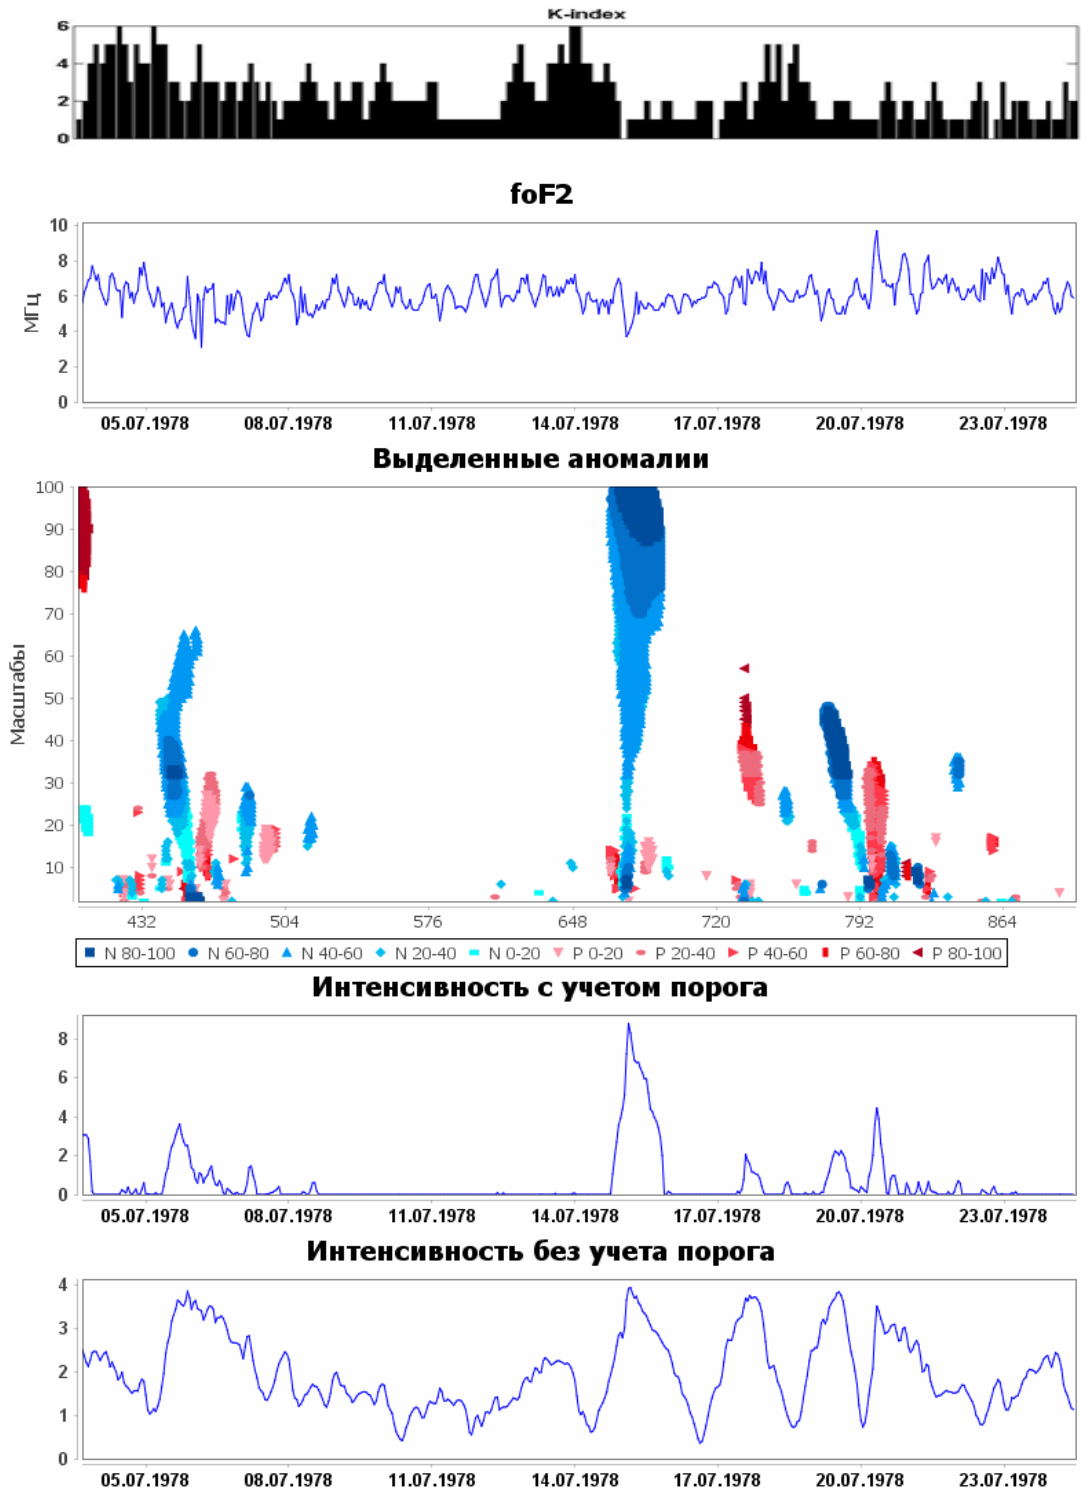 K-index
6
4
2
0
foF2
МГц
10
8
6
4
2
0
05.07.1978 08.07.1978 11.07.1978 14.07.1978 17.07.1978 20.07.1978 23.07.1978
Выделенные аномалии
Масштабы
100
90
80
70
60
50
40
30
20
10
432 504 576 648 720 792 864
N 80-100 N 60-80 N 40-60 N 20-40 N 0-20 P 0-20 P 20-40 P 40-60 P 60-80 P 80-100
Интенсивность с учетом порога
8
6
4
2
0
05.07.1978 08.07.1978 11.07.1978 14.07.1978 17.07.1978 20.07.1978 23.07.1978
Интенсивность без учета порога
4
3
2
1
0
05.07.1978 08.07.1978 11.07.1978 14.07.1978 17.07.1978 20.07.1978 23.07.1978